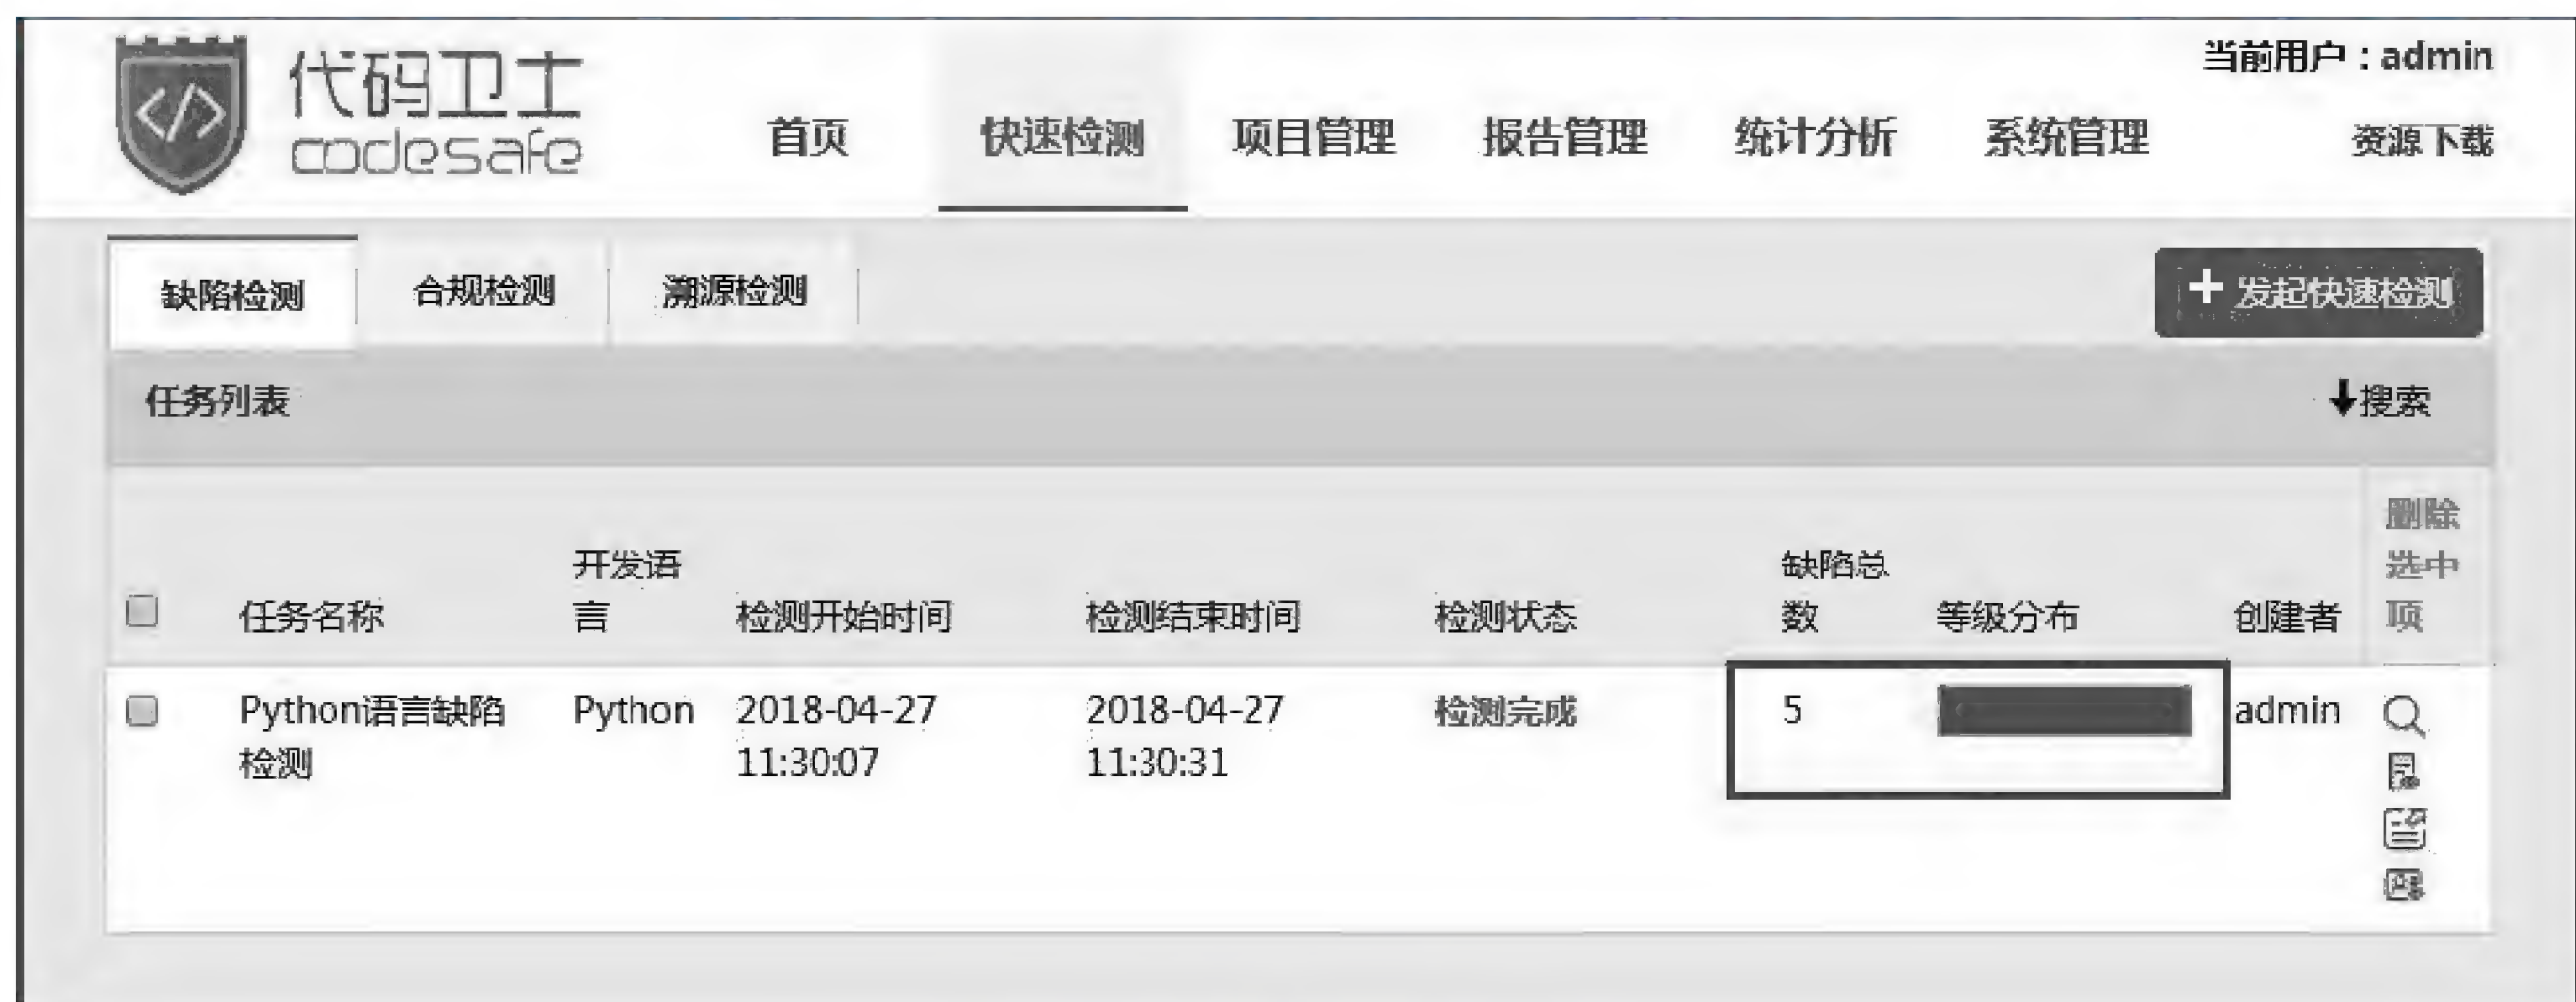 当前用户：admin
代码卫士
codesafe
首页 快速检测 项目管理 报告管理 统计分析 系统管理 资源下载
缺陷检测 合规检测 溯源检测 发起快速检测
任务列表 搜索
任务名称 开发语言 检测开始时间 检测结束时间 检测状态 缺陷总数 等级分布 创建者 删除选中项
Python语言缺陷 Python 2018-04-27 2018-04-27 检测完成 5 admin
检测 11:30:07 11:30:31